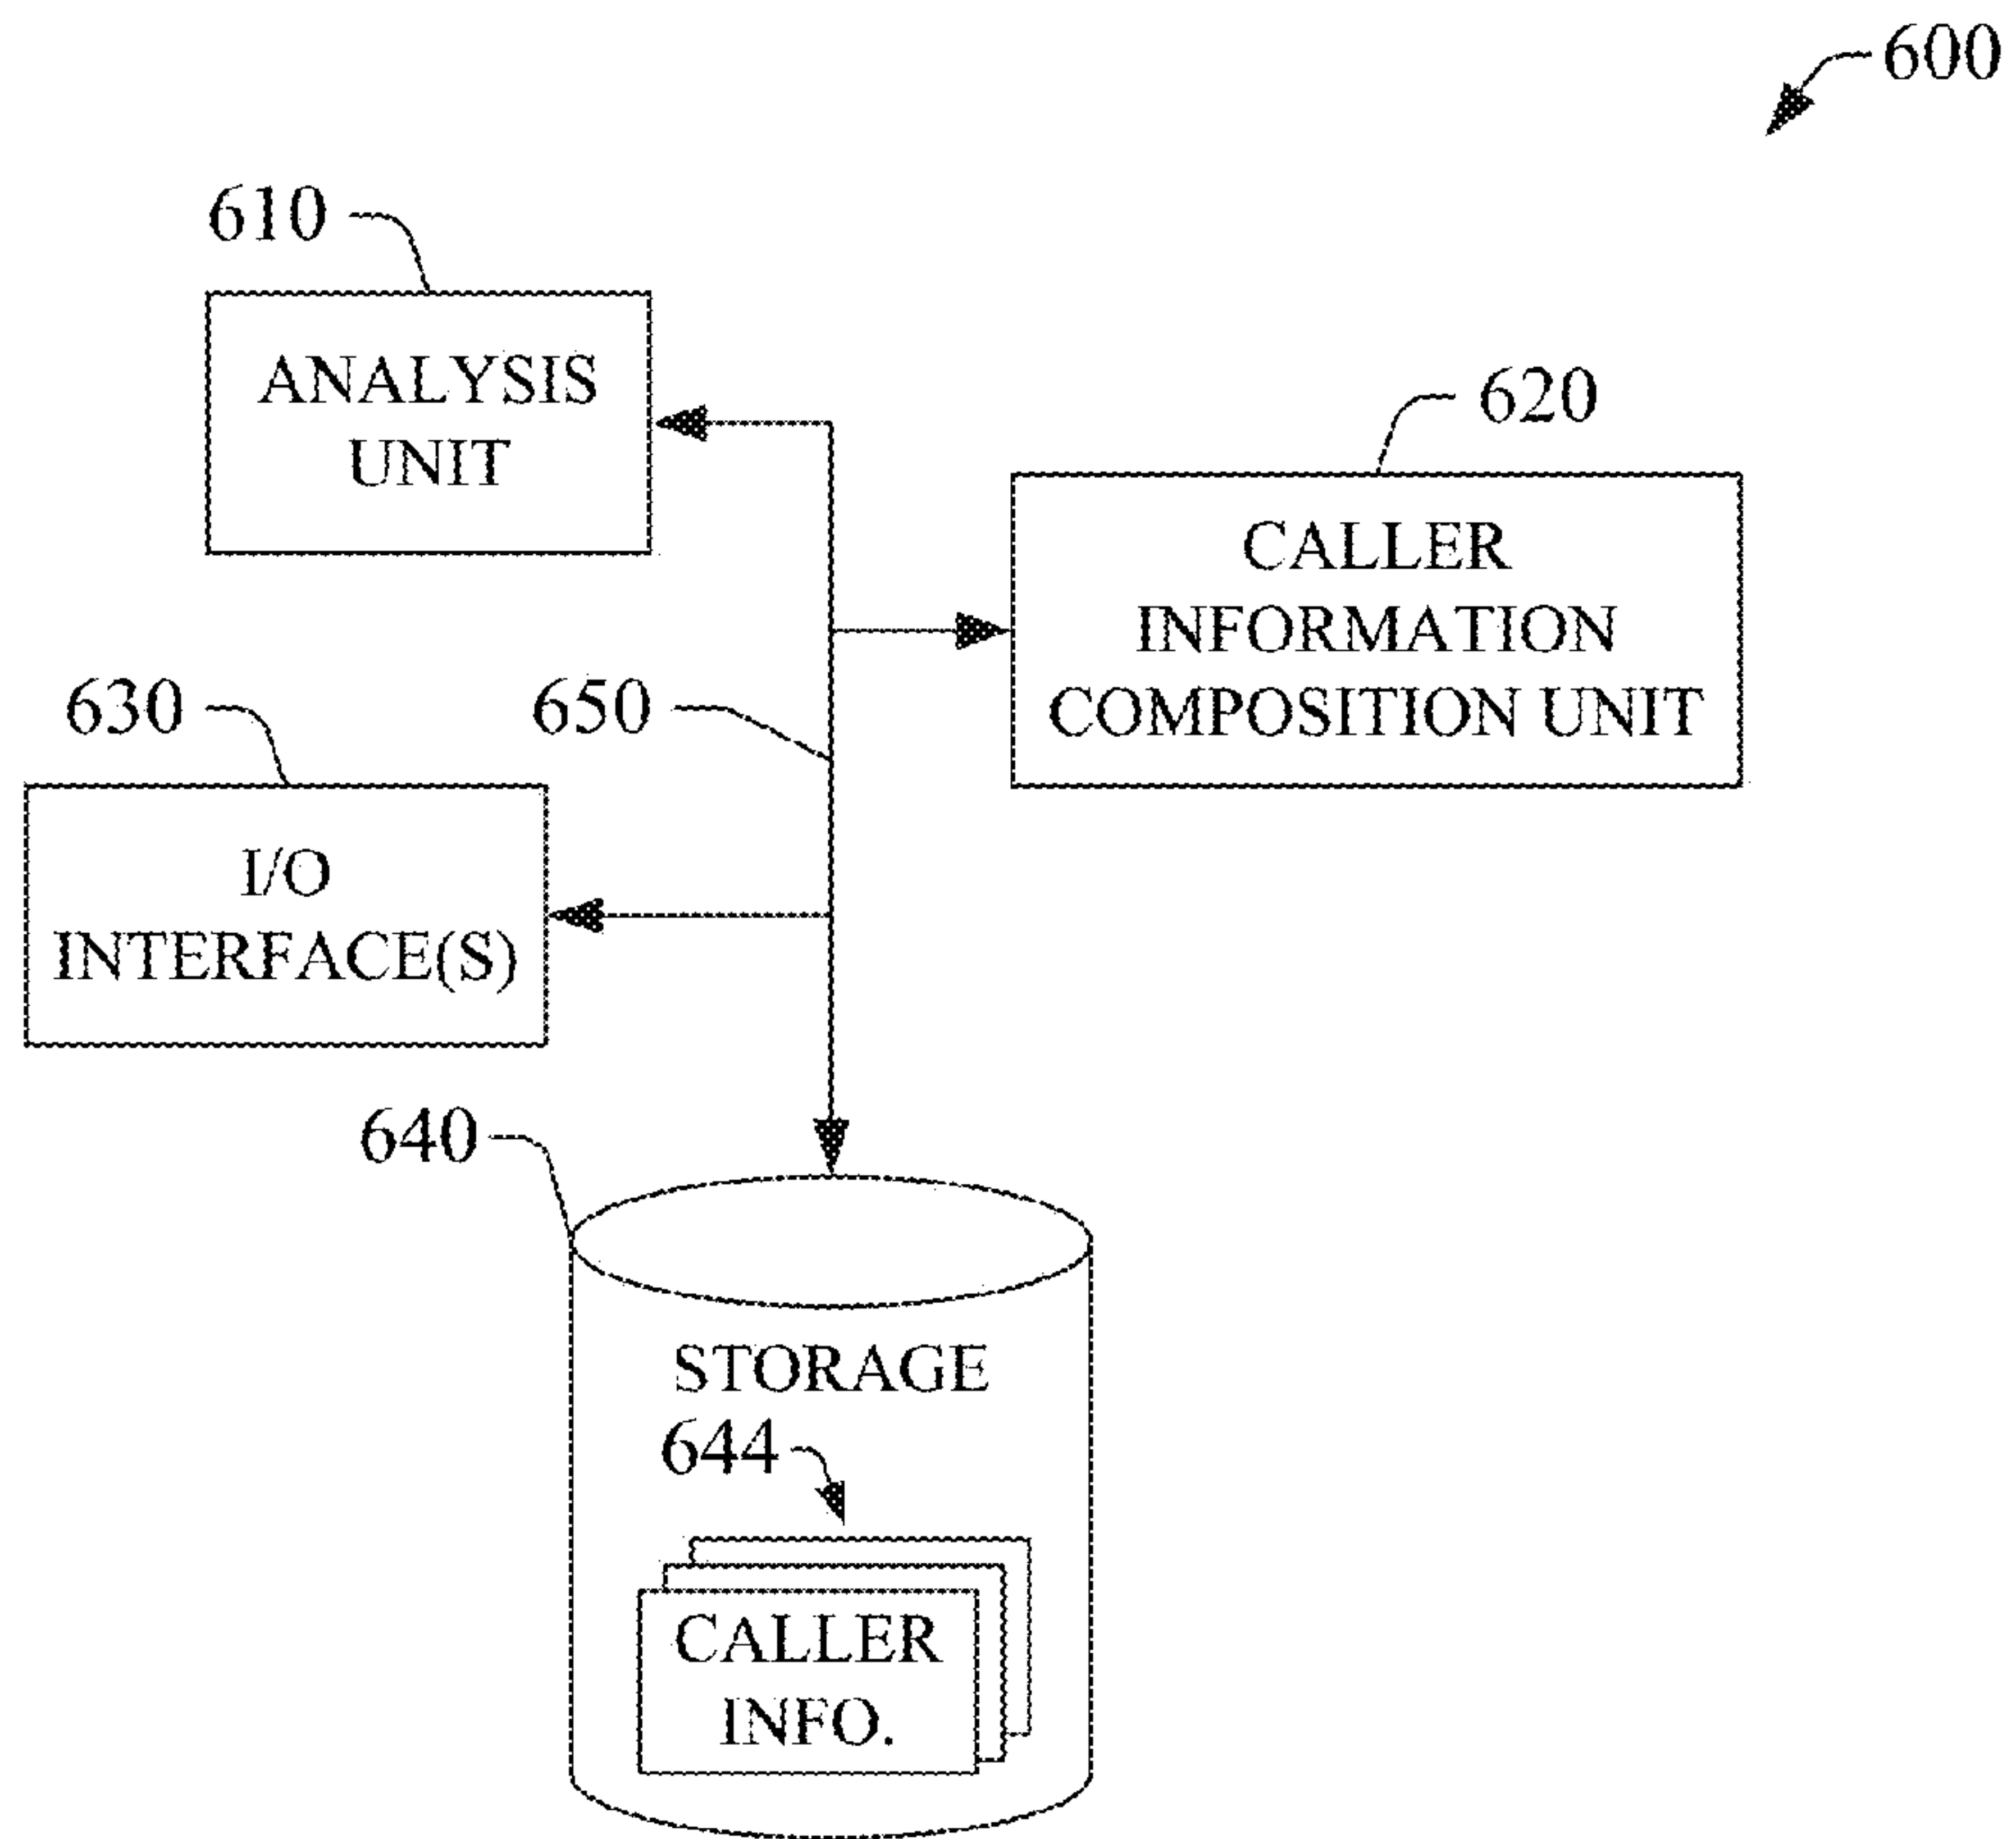 600
610
ANALYSIS
UNIT
620
CALLER
INFORMATION
COMPOSITION UNIT
630
650
I/O
INTERFACE(S)
640
STORAGE
644
CALLER
INFO.